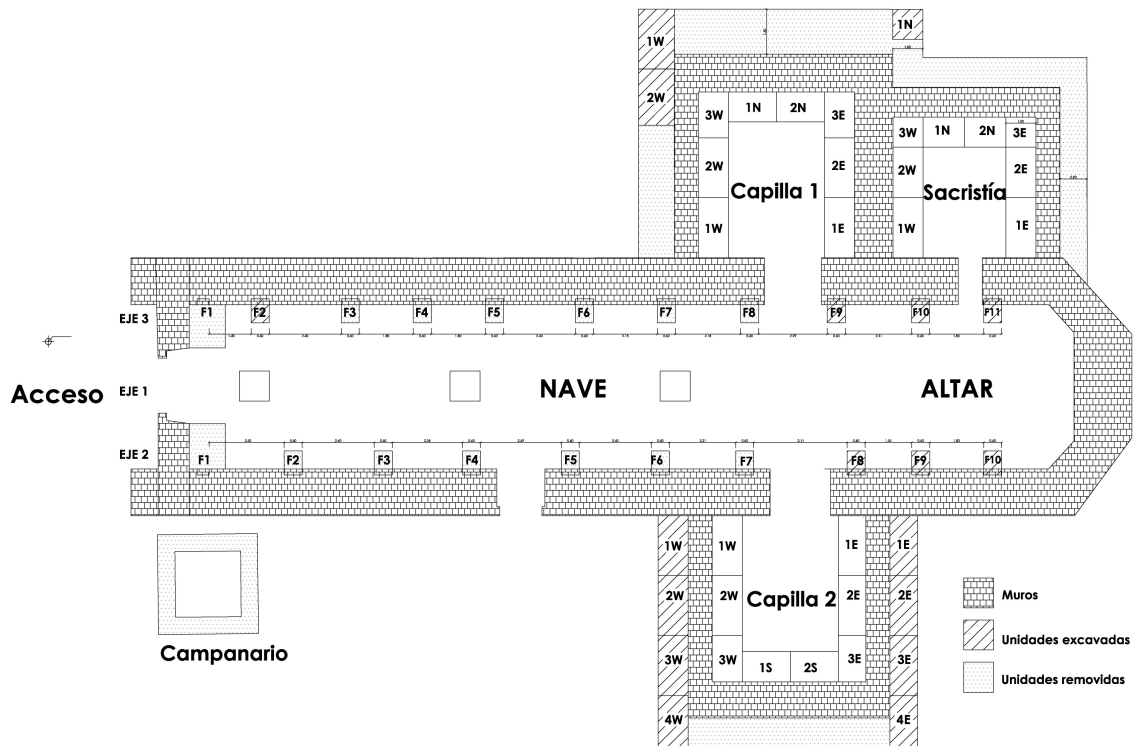 1W
1N
2W
3W
1N
2N
3E
3W
1N
2N
3E
2W
2E
2W
2E
Capilla 1
Sacristía
1W
1E
1W
1E
EJE 3
F1
F2
F3
F4
F5
F6
F7
F8
F9
F10
F11
Acceso
EJE 1
NAVE
ALTAR
EJE 2
F1
F2
F3
F4
F5
F6
F7
F8
F9
F10
1W
1W
1E
1E
2W
2W
Capilla 2
2E
2E
3W
3W
1S
2S
3E
3E
4W
4E
Campanario
Muros
Unidades excavadas
Unidades removidas